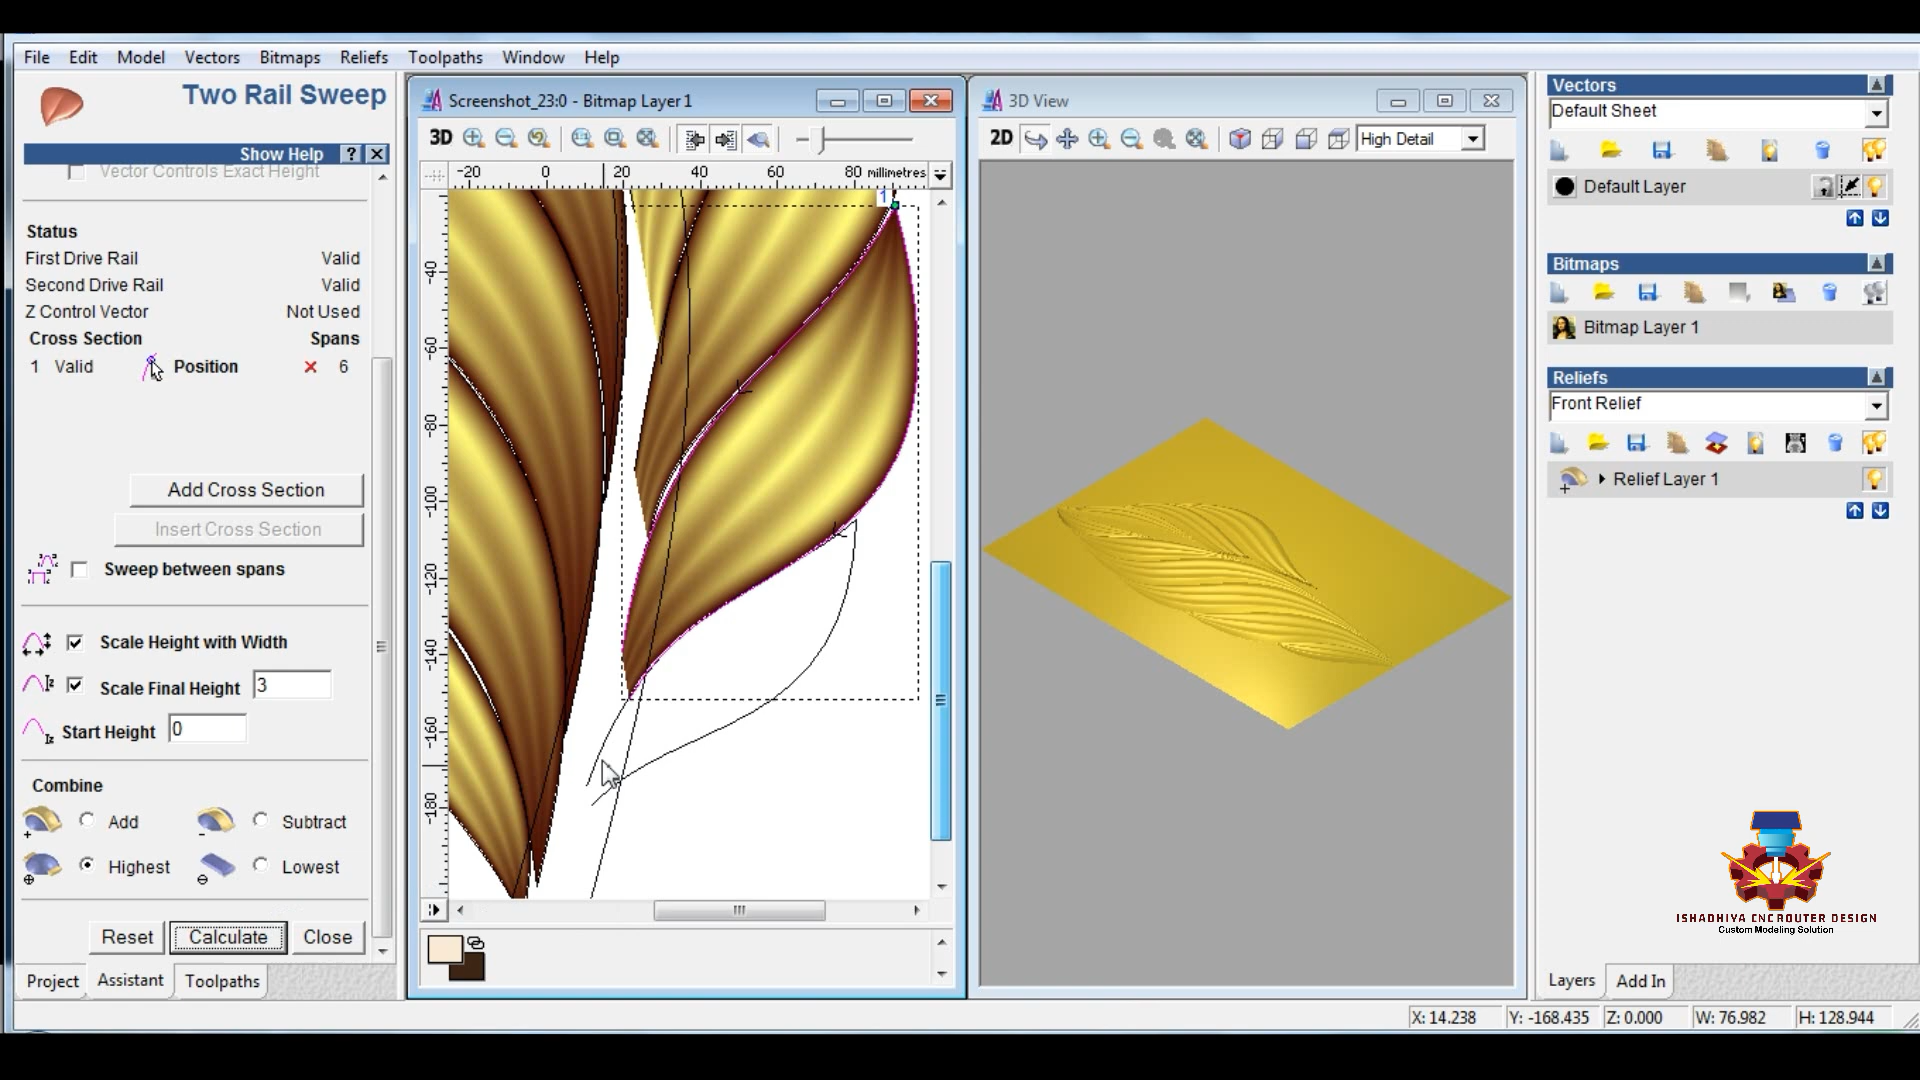 File Edit Model Vectors Bitmaps Reliefs Toolpaths Window Help
Two Rail Sweep
Show Help ?
Vector Controls Exact Height
Status
First Drive Rail Valid
Second Drive Rail Valid
Z Control Vector Not Used
Cross Section Spans
1 Valid Position 6
Add Cross Section
Insert Cross Section
Sweep between spans
Scale Height with Width
Scale Final Height 3
Start Height 0
Combine
Add Subtract
Highest Lowest
Reset Calculate Close
Project Assistant Toolpaths
Screenshot_23:0 - Bitmap Layer 1
3D
-20 0 20 40 60 80 millimetres
1
-40
-60
-80
-100
-120
-140
-160
-180
3D View
2D High Detail
Vectors
Default Sheet
Default Layer
Bitmaps
Bitmap Layer 1
Reliefs
Front Relief
Relief Layer 1
ISHADHIYA CNC ROUTER DESIGN
Custom Modeling Solution
Layers Add In
X: 14.238 Y: -168.435 Z: 0.000 W: 76.982 H: 128.944